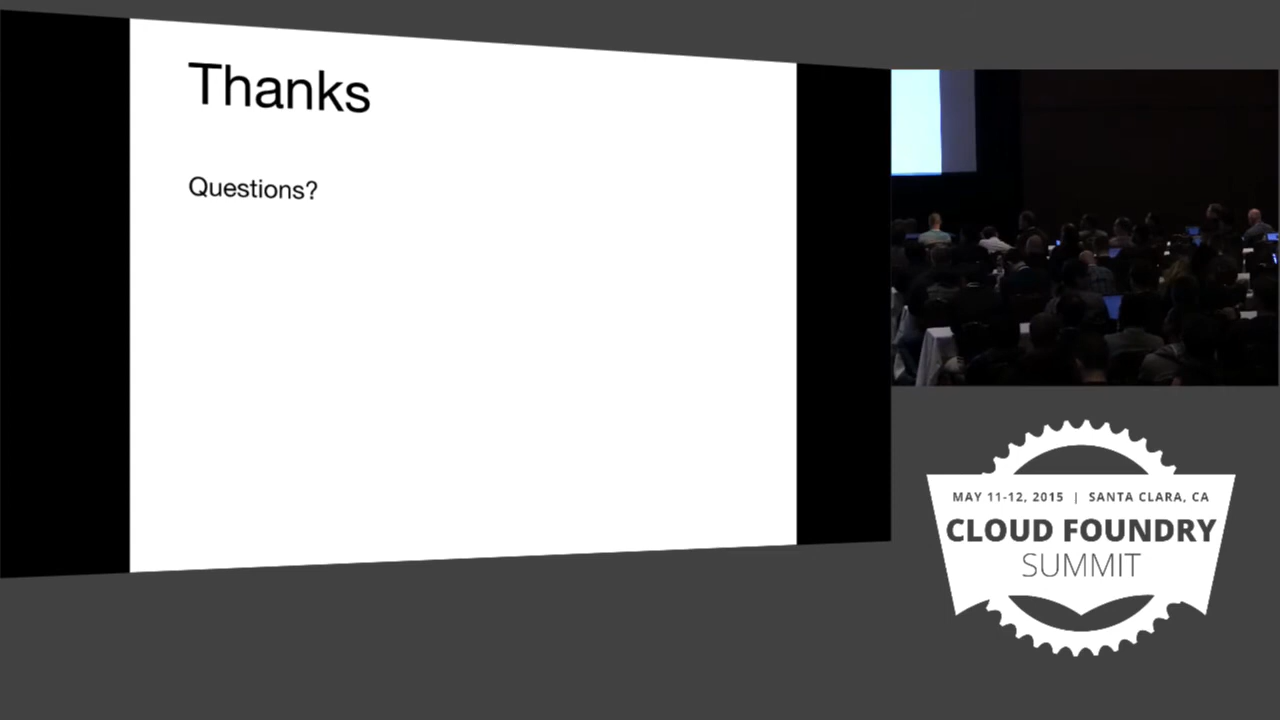 Thanks
Questions?
MAY 11-12, 2015 | SANTA CLARA, CA
CLOUD FOUNDRY
SUMMIT